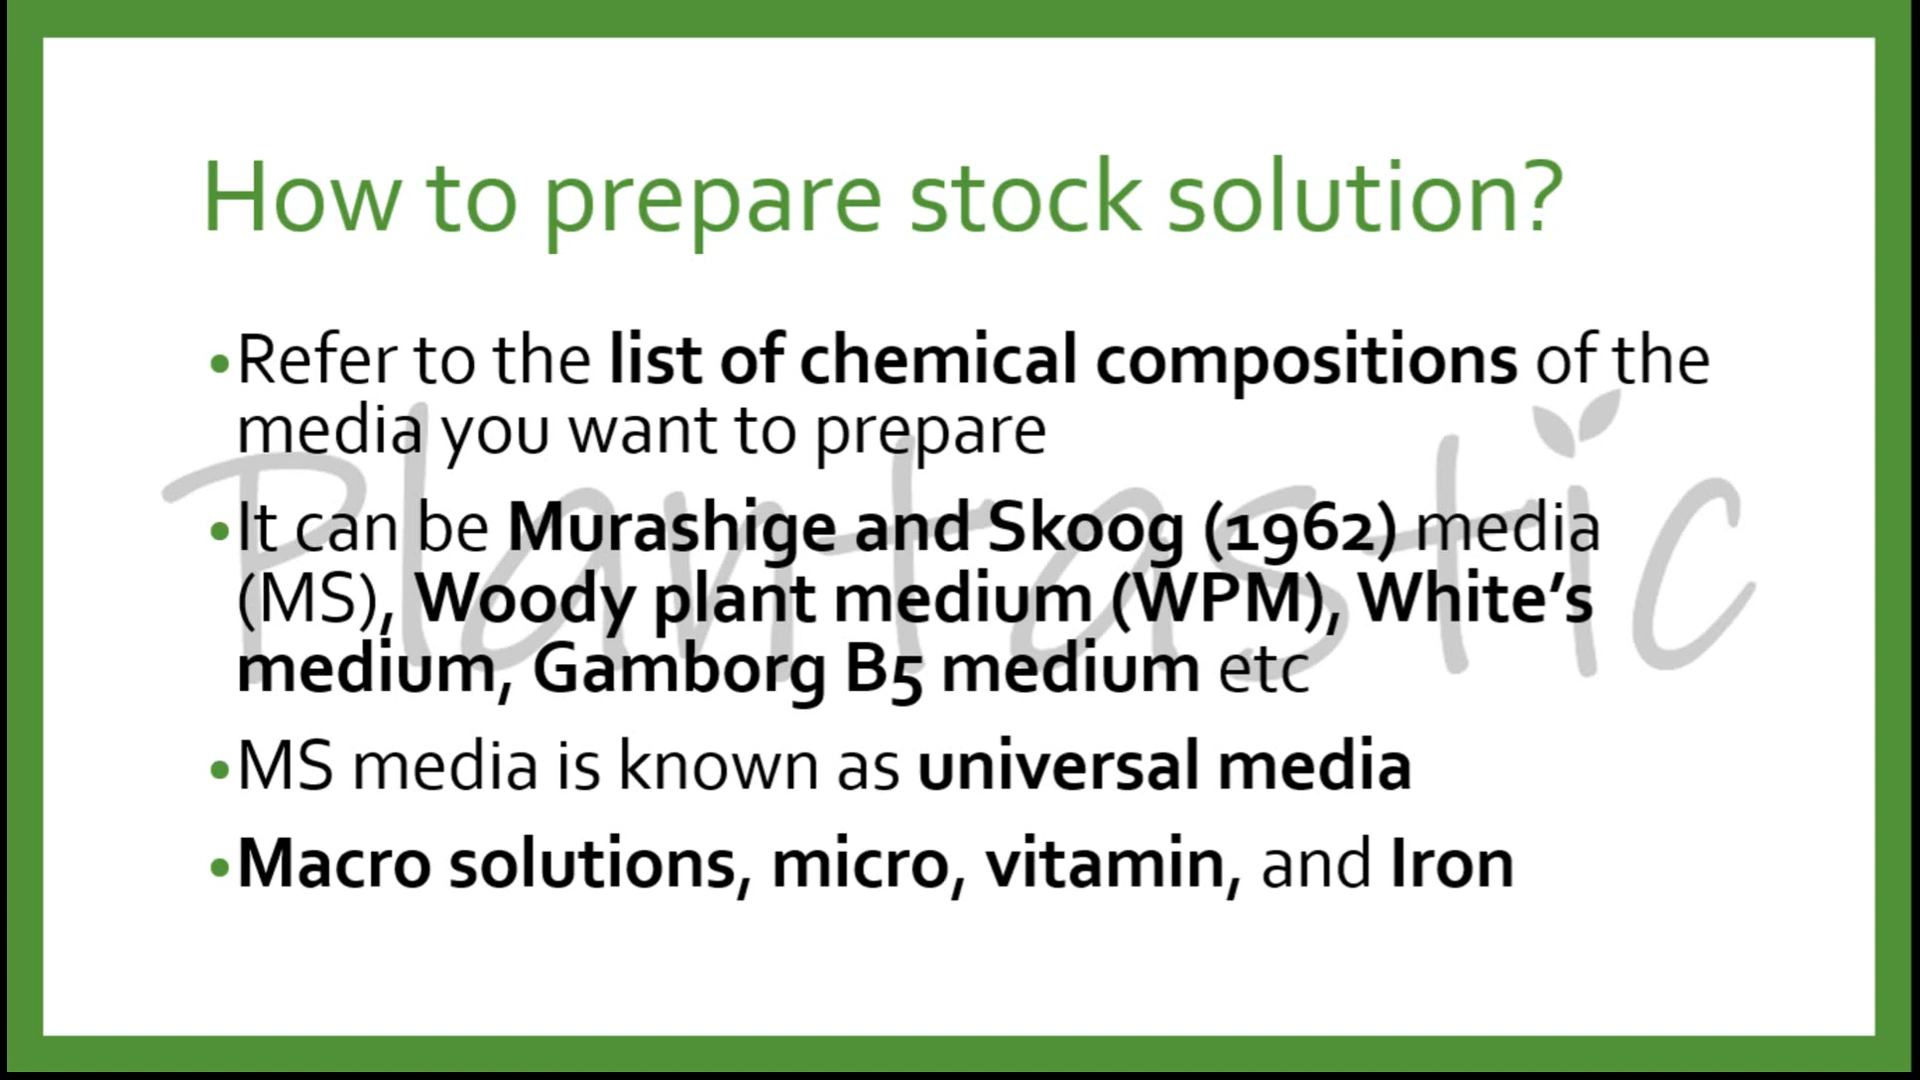 How to prepare stock solution?
•Refer to the list of chemical compositions of the
media you want to prepare
•It can be Murashige and Skoog (1962) media
(MS), Woody plant medium (WPM), White’s
medium, Gamborg B5 medium etc
•MS media is known as universal media
•Macro solutions, micro, vitamin, and Iron
Plantastic